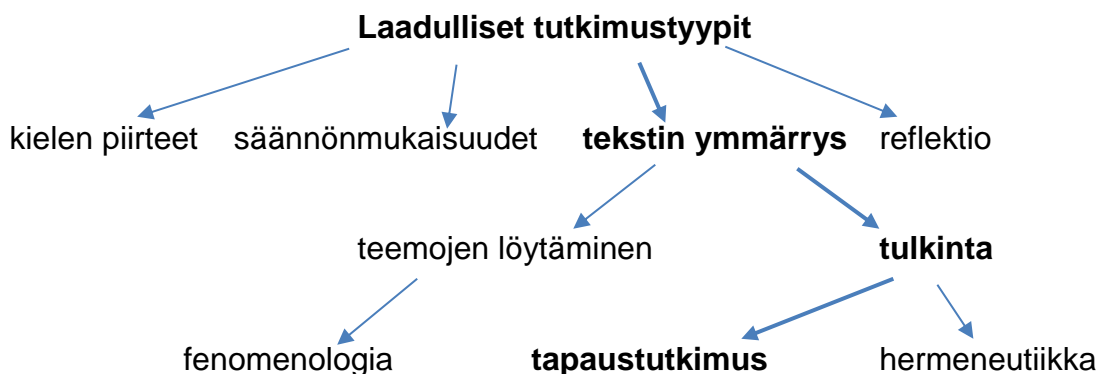 Laadulliset tutkimustyypit
kielen piirteet säännönmukaisuudet tekstin ymmärrys reflektio
teemojen löytäminen tulkinta
fenomenologia tapaustutkimus hermeneutiikka